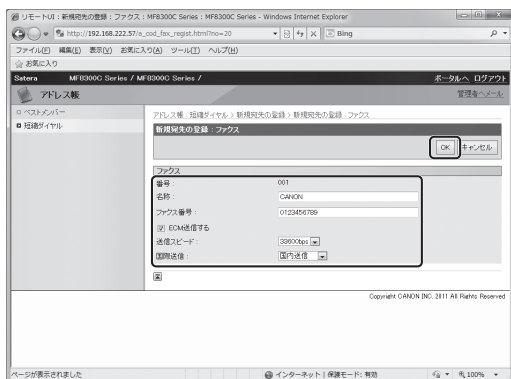 リモートUI : 新規宛先の登録 : ファクス : MF8300C Series : MF8300C Series - Windows Internet Explorer
http://192.168.222.57/a_cod_fax_regist.html?no=20
Bing
ファイル(F) 編集(E) 表示(V) お気に入り(A) ツール(T) ヘルプ(H)
お気に入り
Satera MF8300C Series / MF8300C Series / ポータルへ ログアウト
アドレス帳 管理者へメール
ベストメンバー
短縮ダイヤル
アドレス帳 : 短縮ダイヤル > 新規宛先の登録 > 新規宛先の登録 : ファクス
新規宛先の登録 : ファクス
OK キャンセル
ファクス
番号 : 001
名称 : CANON
ファクス番号 : 0123456789
ECM送信する
送信スピード : 33600bps
国際送信 : 国内送信
Copyright CANON INC. 2011 All Rights Reserved
ページが表示されました インターネット | 保護モード: 有効 100%